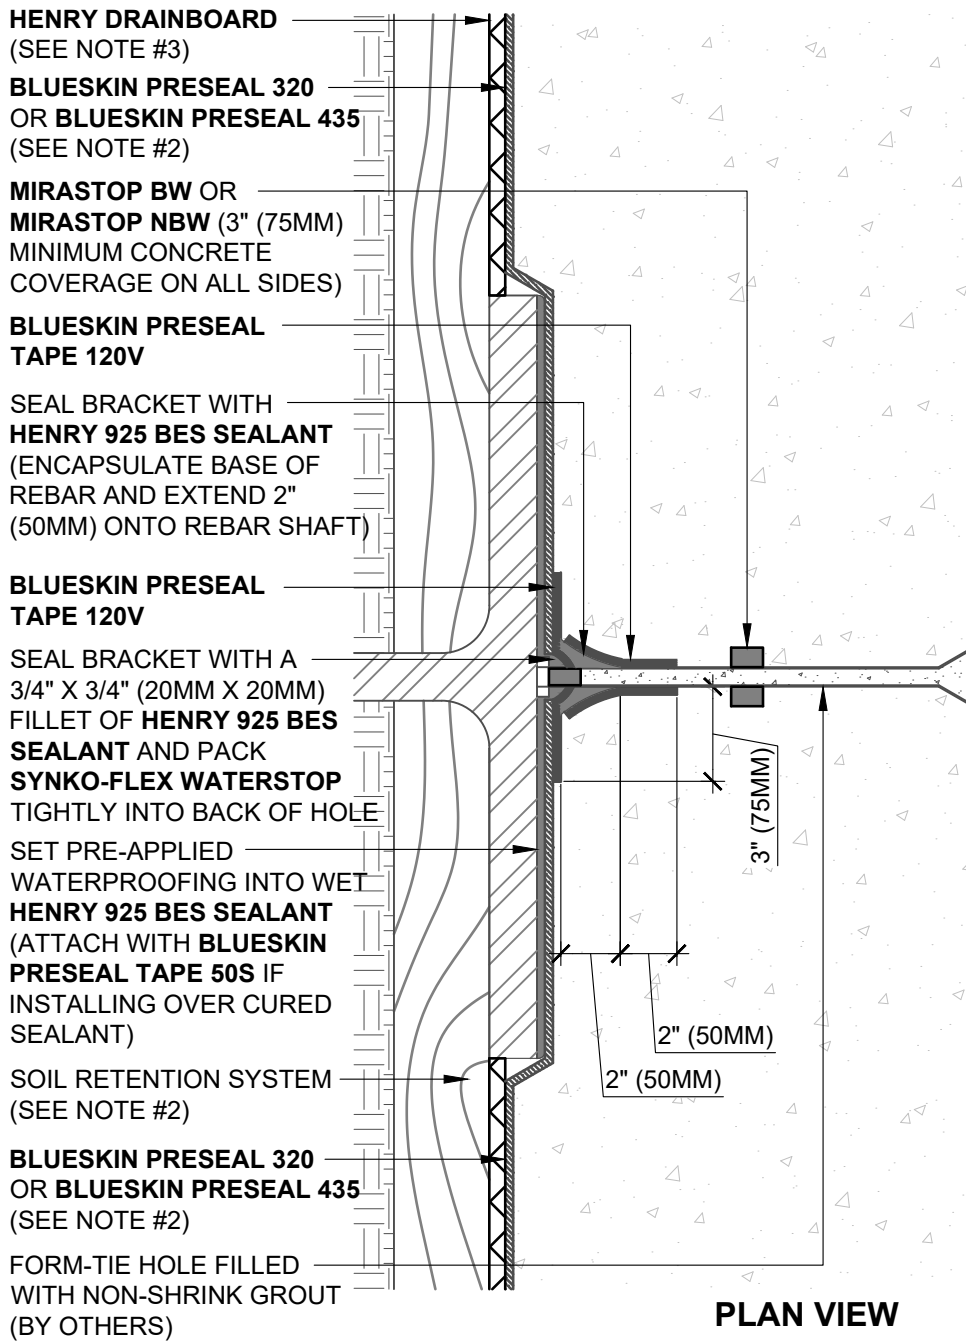 HENRY DRAINBOARD
(SEE NOTE #3)
BLUESKIN PRESEAL 320
OR BLUESKIN PRESEAL 435
(SEE NOTE #2)
MIRASTOP BW OR
MIRASTOP NBW (3" (75MM)
MINIMUM CONCRETE
COVERAGE ON ALL SIDES)
BLUESKIN PRESEAL
TAPE 120V
SEAL BRACKET WITH
HENRY 925 BES SEALANT
(ENCAPSULATE BASE OF
REBAR AND EXTEND 2"
(50MM) ONTO REBAR SHAFT)
BLUESKIN PRESEAL
TAPE 120V
SEAL BRACKET WITH A
3/4" X 3/4" (20MM X 20MM)
FILLET OF HENRY 925 BES
SEALANT AND PACK
SYNKO-FLEX WATERSTOP
TIGHTLY INTO BACK OF HOLE
SET PRE-APPLIED
WATERPROOFING INTO WET
HENRY 925 BES SEALANT
(ATTACH WITH BLUESKIN
PRESEAL TAPE 50S IF
INSTALLING OVER CURED
SEALANT)
SOIL RETENTION SYSTEM
(SEE NOTE #2)
BLUESKIN PRESEAL 320
OR BLUESKIN PRESEAL 435
(SEE NOTE #2)
FORM-TIE HOLE FILLED
WITH NON-SHRINK GROUT
(BY OTHERS)
3" (75MM)
2" (50MM)
2" (50MM)
PLAN VIEW